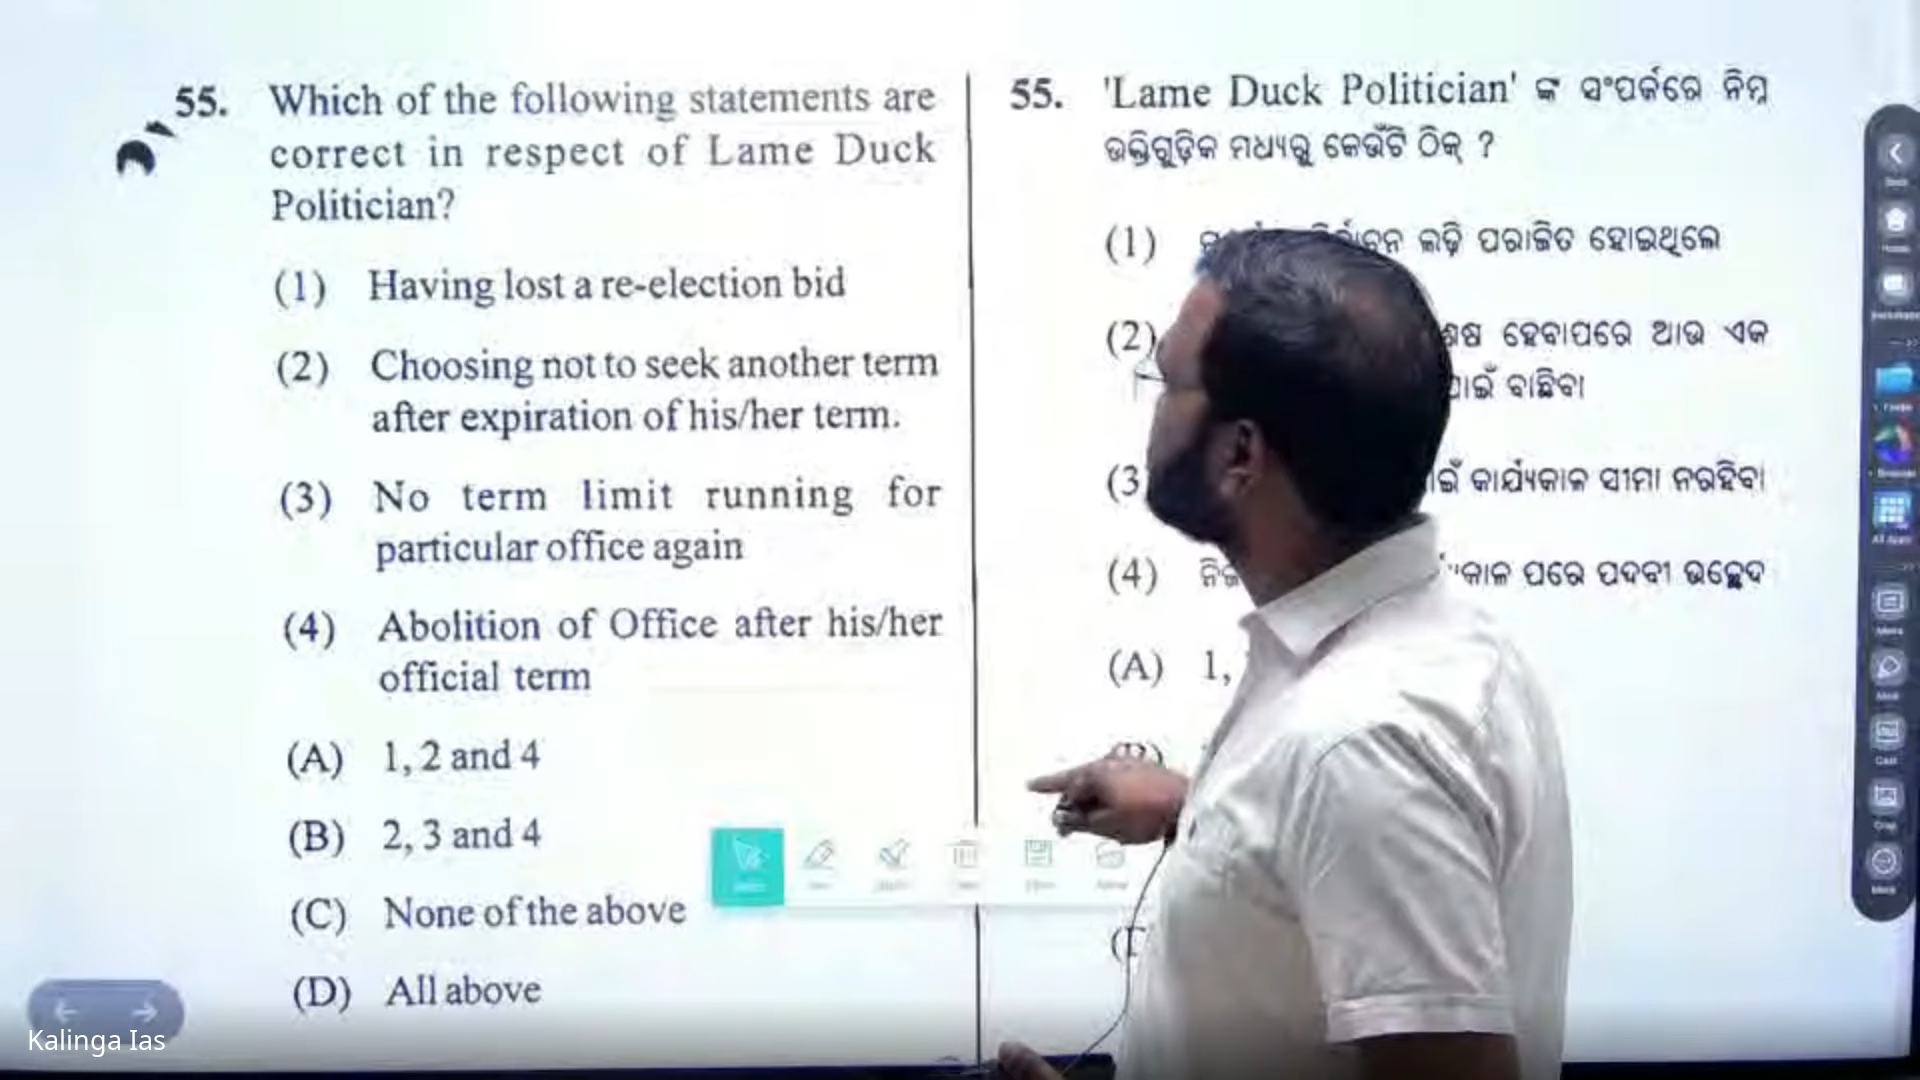 55. Which of the following statements are
correct in respect of Lame Duck
Politician?
(1) Having lost a re-election bid
(2) Choosing not to seek another term
after expiration of his/her term.
(3) No term limit running for
particular office again
(4) Abolition of Office after his/her
official term
(A) 1, 2 and 4
(B) 2, 3 and 4
(C) None of the above
(D) All above
55. 'Lame Duck Politician' ଙ୍କ ସଂପର୍କରେ ନିମ୍ନ
ଉକ୍ତିଗୁଡ଼ିକ ମଧ୍ୟରୁ କେଉଁଟି ଠିକ୍ ?
(1) ଲଢ଼ି ପରାଜିତ ହୋଇଥିଲେ
(2) ହେବାପରେ ଆଉ ଏକ
ବାଛିବା
(3 କାର୍ଯ୍ୟକାଳ ସୀମା ନରହିବା
(4) ପରେ ପଦବୀ ଉଚ୍ଛେଦ
(A) 1,
Kalinga Ias